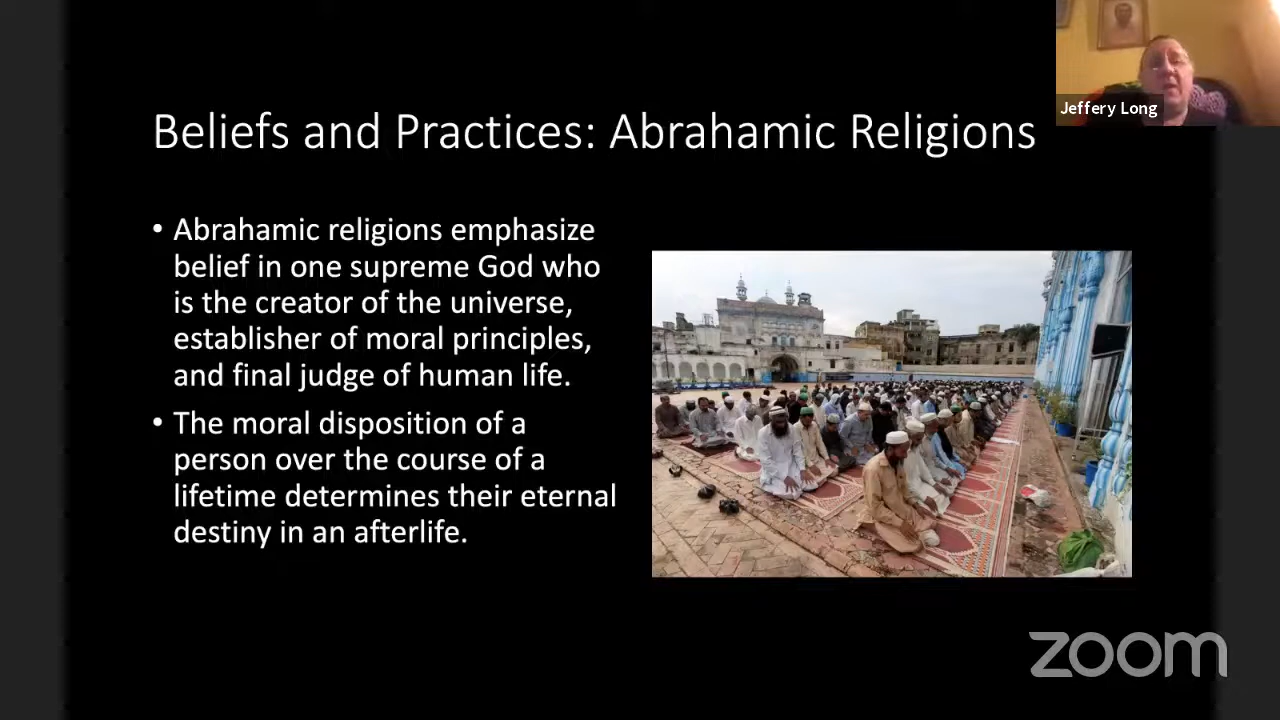 Beliefs and Practices: Abrahamic Religions
Jeffery Long
• Abrahamic religions emphasize
belief in one supreme God who
is the creator of the universe,
establisher of moral principles,
and final judge of human life.
• The moral disposition of a
person over the course of a
lifetime determines their eternal
destiny in an afterlife.
zoom